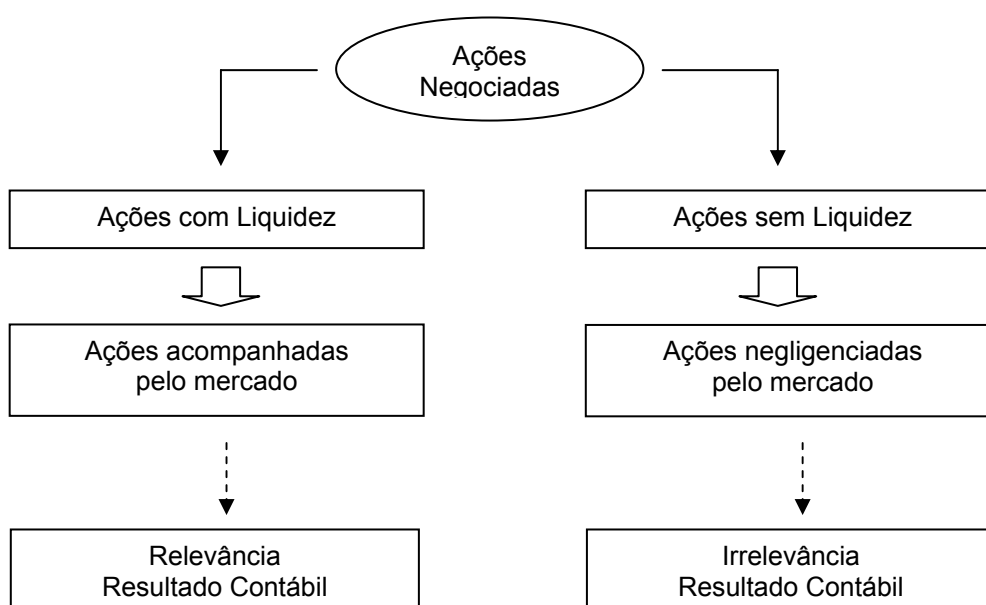 Ações
Negociadas
Ações com Liquidez
Ações sem Liquidez
Ações acompanhadas
pelo mercado
Ações negligenciadas
pelo mercado
Relevância
Resultado Contábil
Irrelevância
Resultado Contábil